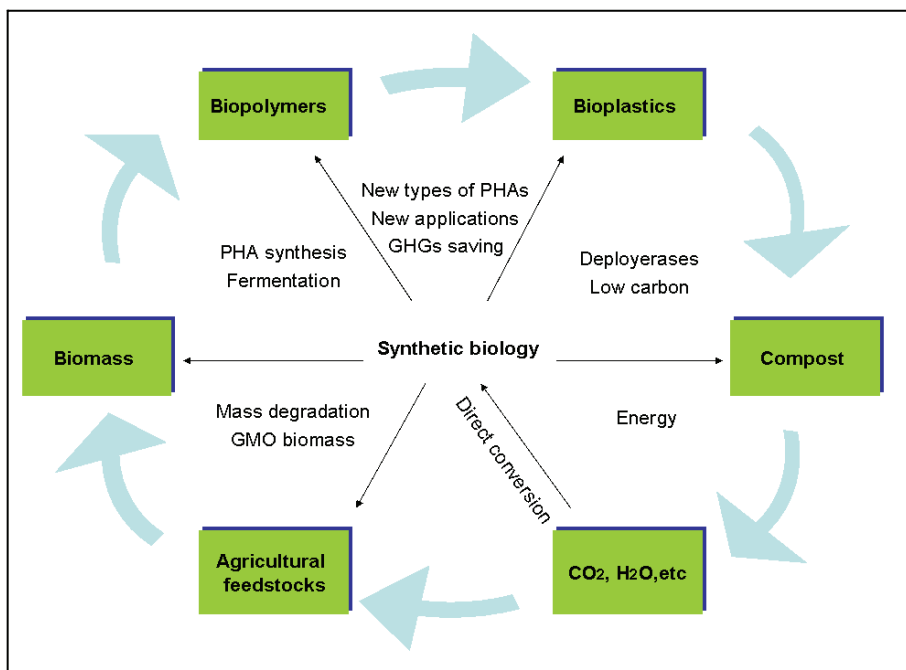 Biopolymers
Bioplastics
New types of PHAs
New applications
GHGs saving
PHA synthesis
Fermentation
Deployerases
Low carbon
Biomass
Synthetic biology
Compost
Mass degradation
GMO biomass
Direct conversion
Energy
Agricultural
feedstocks
CO2, H2O,etc